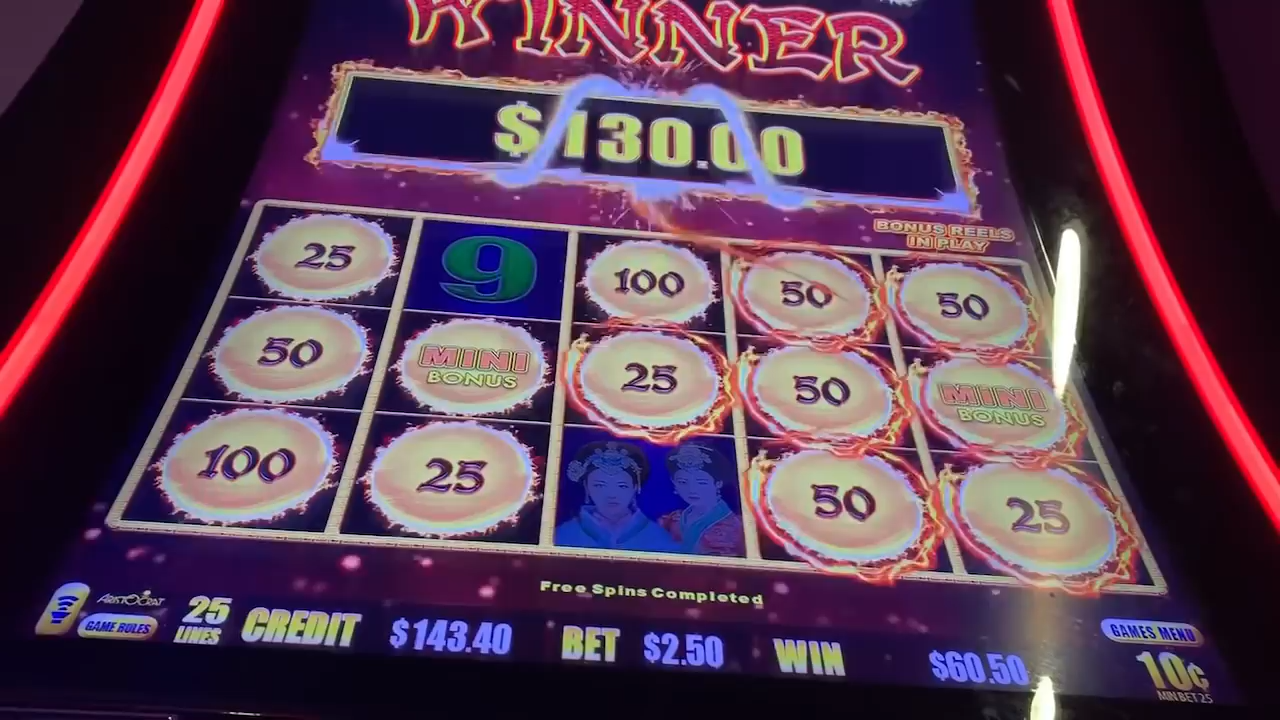 WINNER
$130.00
BONUS REELS
IN PLAY
25 9 100 50 50
50 MINI BONUS 25 50 MINI BONUS
100 25 50 25
Free Spins Completed
ARISTOCRAT
GAME RULES
25 LINES
CREDIT $143.40 BET $2.50 WIN $60.50
GAMES MENU
10¢
MIN BET 25